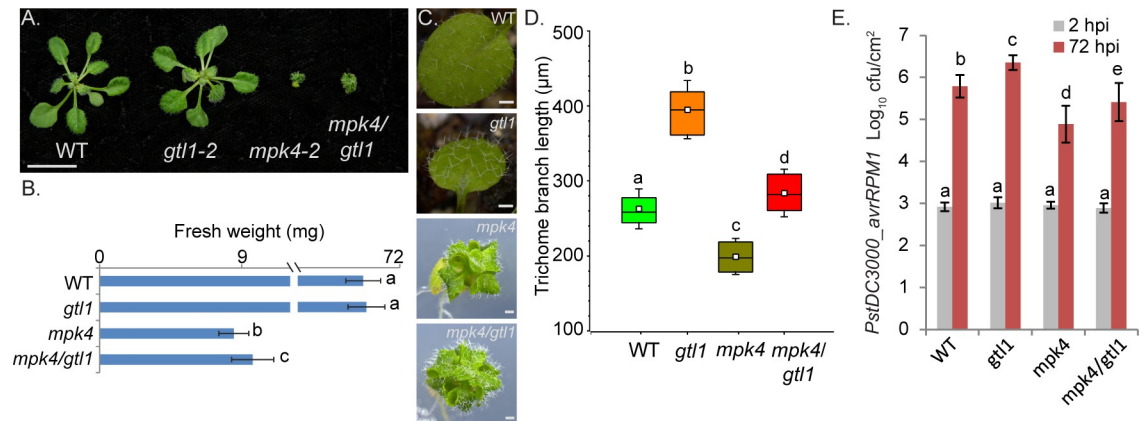 A.
WT
gtl1-2
mpk4-2
mpk4/
gtl1
B.
Fresh weight (mg)
0
9
72
WT
a
gtl1
a
mpk4
b
mpk4/gtl1
c
C.
WT
gtl1
mpk4
mpk4/gtl1
D.
Trichome branch length (µm)
500
400
300
200
100
a
b
c
d
WT
gtl1
mpk4
mpk4/
gtl1
E.
2 hpi
72 hpi
PstDC3000_avrRPM1 Log10 cfu/cm²
7
6
5
4
3
2
1
0
a
b
a
c
a
d
a
e
WT
gtl1
mpk4
mpk4/gtl1